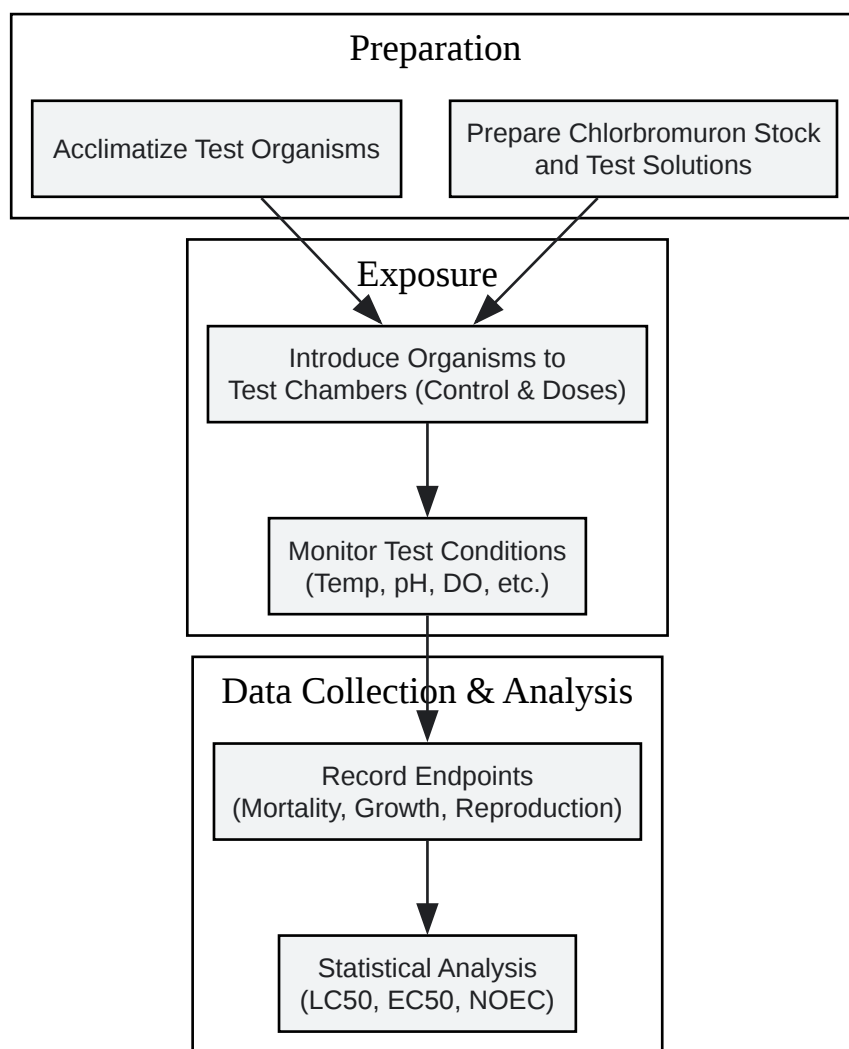 Preparation
Acclimatize Test Organisms
Prepare Chlorbromuron Stock
and Test Solutions
Exposure
Introduce Organisms to
Test Chambers (Control & Doses)
Monitor Test Conditions
(Temp, pH, DO, etc.)
Data Collection & Analysis
Record Endpoints
(Mortality, Growth, Reproduction)
Statistical Analysis
(LC50, EC50, NOEC)